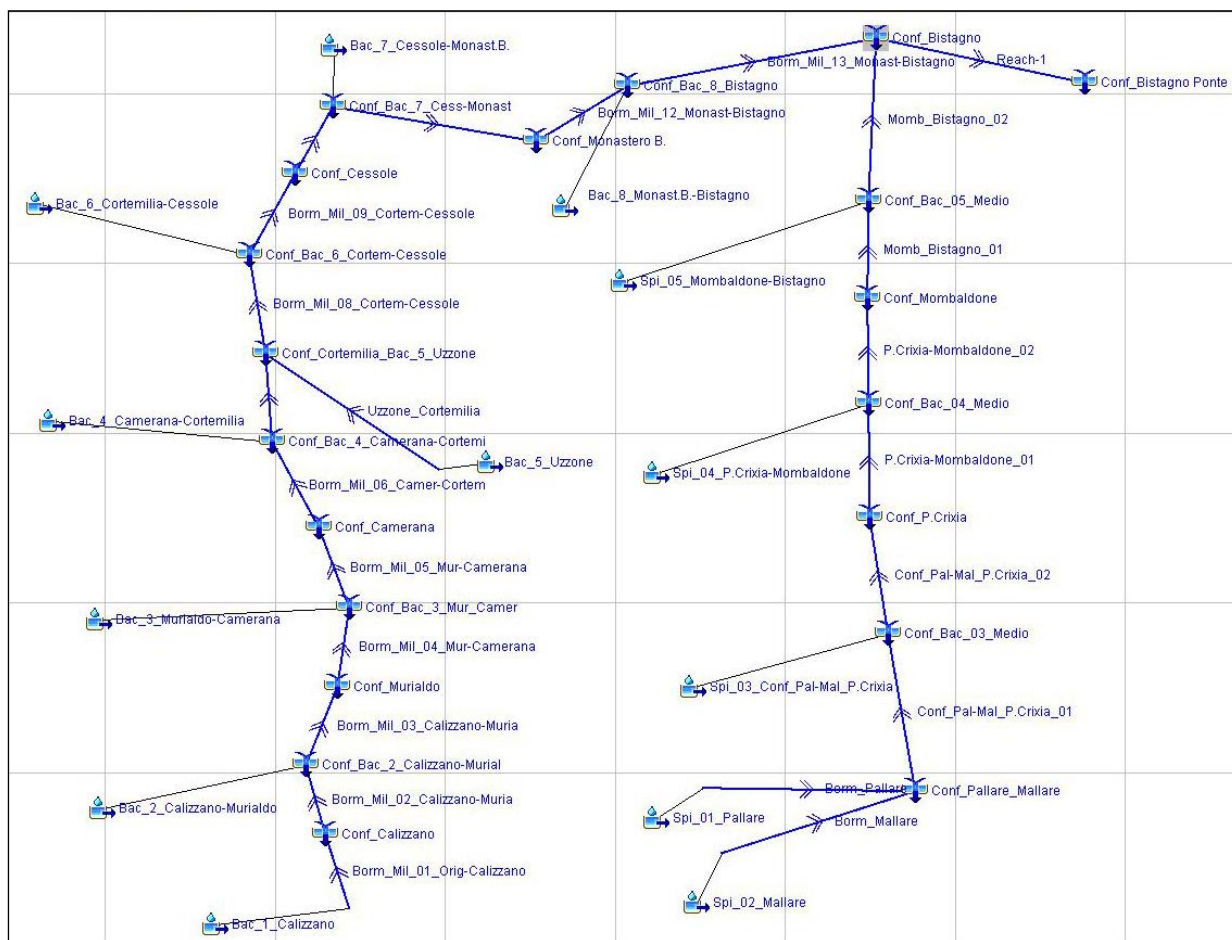 Bac_7_Cessole-Monast.B.
Conf_Bac_7_Cess-Monast
Conf_Cessole
Bac_6_Cortemilia-Cessole
Borm_Mil_09_Cortem-Cessole
Conf_Bac_6_Cortem-Cessole
Borm_Mil_08_Cortem-Cessole
Conf_Cortemilia_Bac_5_Uzzone
Uzzone_Cortemilia
Bac_4_Camerana-Cortemilia
Conf_Bac_4_Camerana-Cortemi
Bac_5_Uzzone
Borm_Mil_06_Camer-Cortem
Conf_Camerana
Borm_Mil_05_Mur-Camerana
Conf_Bac_3_Mur_Camer
Bac_3_Murialdo-Camerana
Borm_Mil_04_Mur-Camerana
Conf_Murialdo
Borm_Mil_03_Calizzano-Muria
Conf_Bac_2_Calizzano-Murial
Bac_2_Calizzano-Murialdo
Borm_Mil_02_Calizzano-Muria
Conf_Calizzano
Borm_Mil_01_Orig-Calizzano
Bac_1_Calizzano
Conf_Bistagno
Borm_Mil_13_Monast-Bistagno
Reach-1
Conf_Bistagno Ponte
Conf_Bac_8_Bistagno
Borm_Mil_12_Monast-Bistagno
Conf_Monastero B.
Bac_8_Monast.B.-Bistagno
Momb_Bistagno_02
Conf_Bac_05_Medio
Momb_Bistagno_01
Spi_05_Mombaldone-Bistagno
Conf_Mombaldone
P.Crixia-Mombaldone_02
Conf_Bac_04_Medio
P.Crixia-Mombaldone_01
Spi_04_P.Crixia-Mombaldone
Conf_P.Crixia
Conf_Pal-Mal_P.Crixia_02
Conf_Bac_03_Medio
Spi_03_Conf_Pal-Mal_P.Crixia
Conf_Pal-Mal_P.Crixia_01
Borm_Pallare
Conf_Pallare_Mallare
Spi_01_Pallare
Borm_Mallare
Spi_02_Mallare